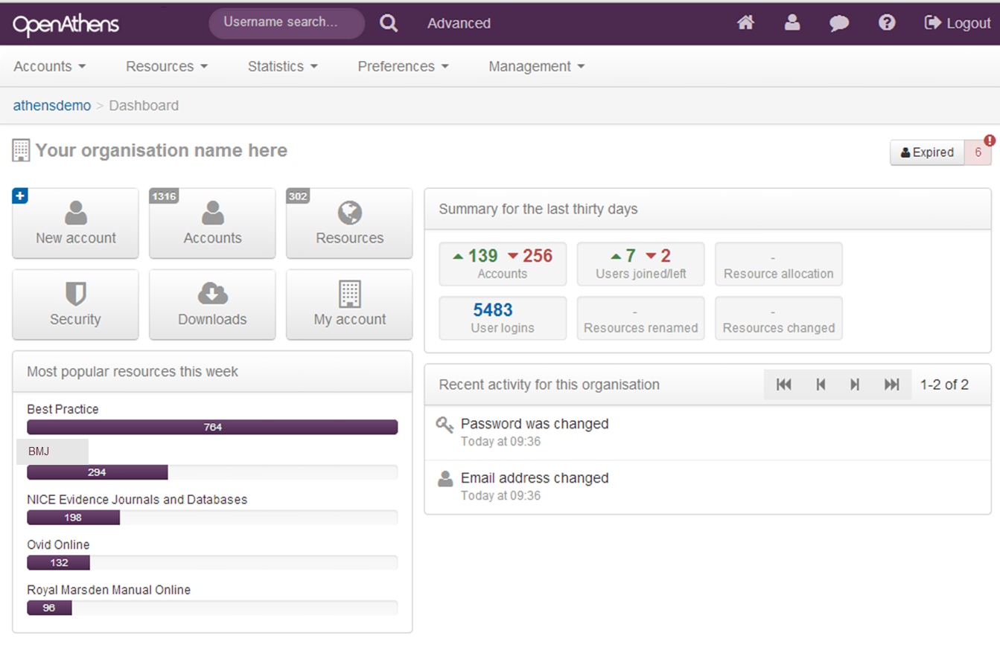 OpenAthens
Username search...
Advanced
Logout
Accounts
Resources
Statistics
Preferences
Management
athensdemo > Dashboard
Your organisation name here
Expired 6
New account
1316
Accounts
302
Resources
Security
Downloads
My account
Most popular resources this week
Best Practice
764
BMJ
294
NICE Evidence Journals and Databases
198
Ovid Online
132
Royal Marsden Manual Online
96
Summary for the last thirty days
139 256
Accounts
7 2
Users joined/left
-
Resource allocation
5483
User logins
-
Resources renamed
-
Resources changed
Recent activity for this organisation
1-2 of 2
Password was changed
Today at 09:36
Email address changed
Today at 09:36